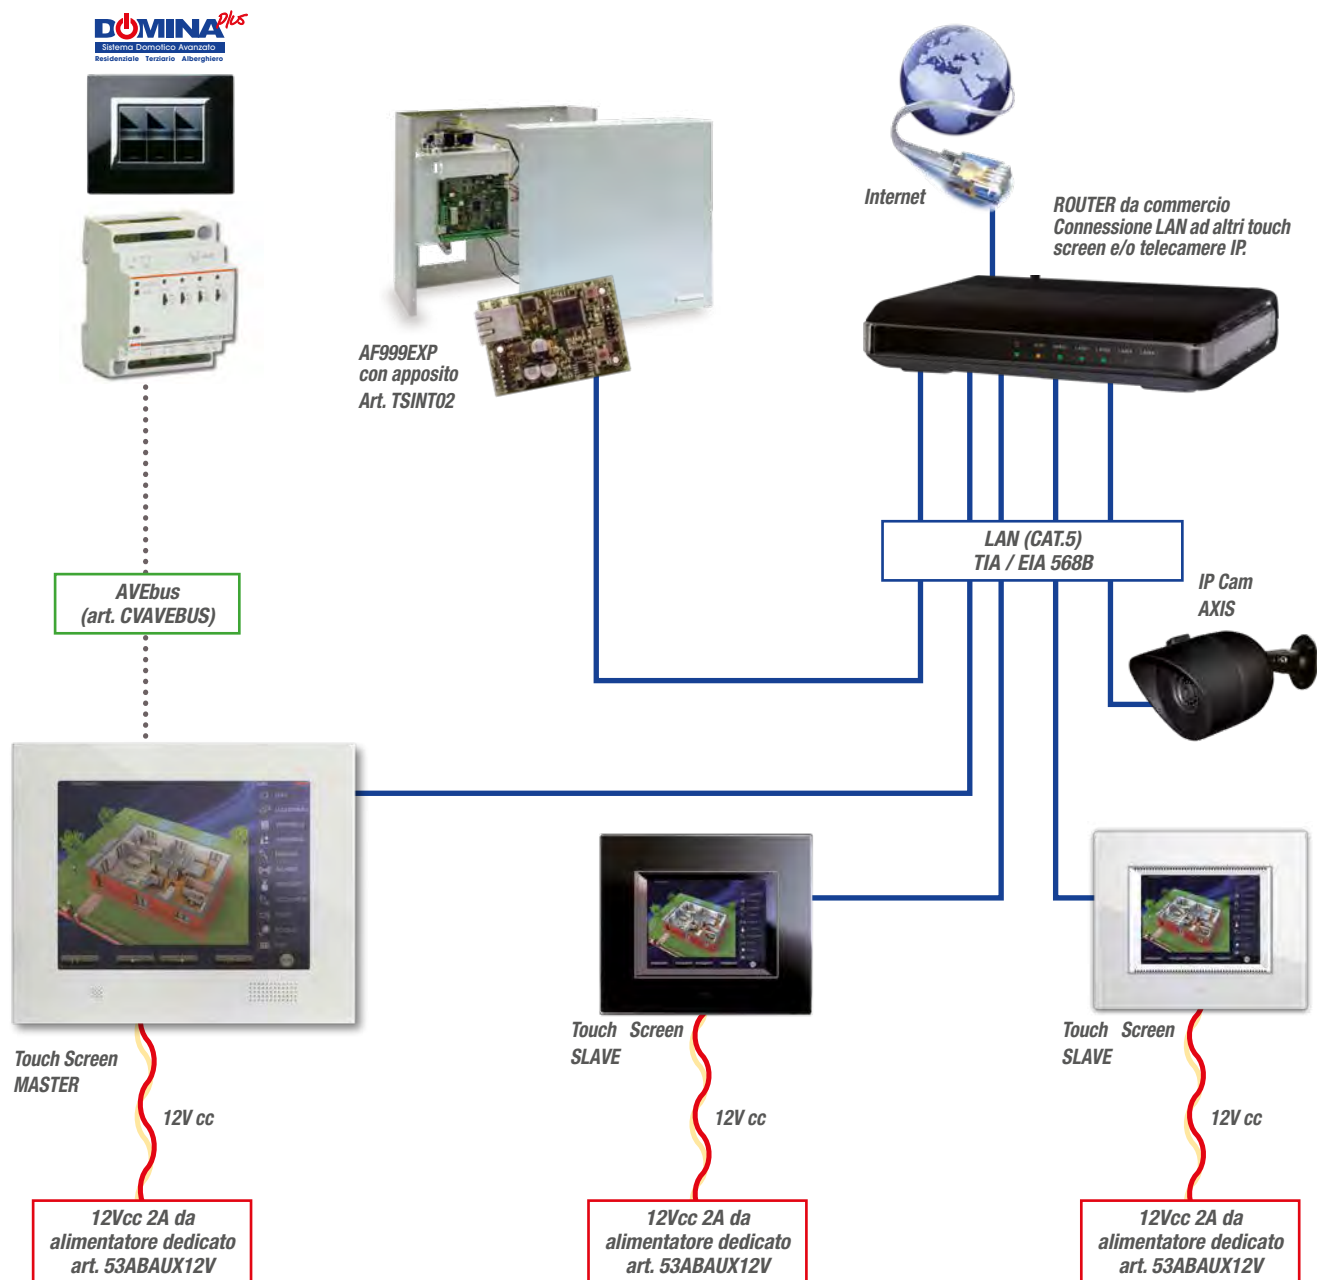 DOMINA plus
Sistema Domotico Avanzato
Residenziale Terziario Alberghiero
Internet
ROUTER da commercio
Connessione LAN ad altri touch
screen e/o telecamere IP.
AF999EXP
con apposito
Art. TSINT02
LAN (CAT.5)
TIA / EIA 568B
AVEbus
(art. CVAVEBUS)
IP Cam
AXIS
Touch Screen
MASTER
12V cc
12Vcc 2A da
alimentatore dedicato
art. 53ABAUX12V
Touch Screen
SLAVE
12V cc
12Vcc 2A da
alimentatore dedicato
art. 53ABAUX12V
Touch Screen
SLAVE
12V cc
12Vcc 2A da
alimentatore dedicato
art. 53ABAUX12V